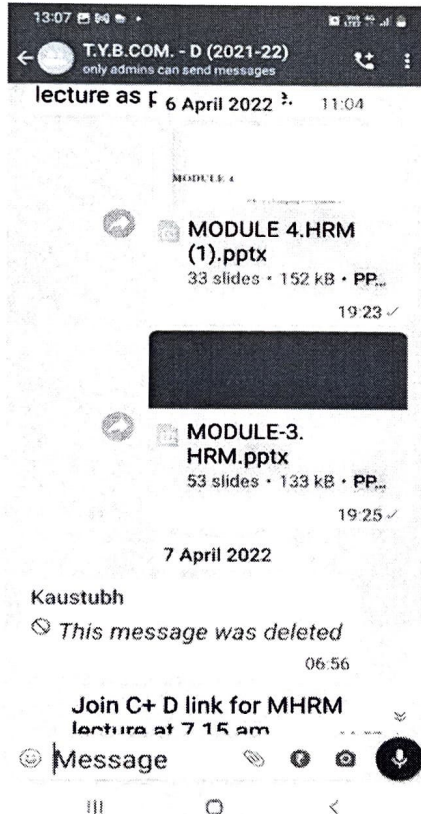 13:07
T.Y.B.COM. - D (2021-22)
only admins can send messages
lecture as p
6 April 2022
11:04
MODULE 4
MODULE 4.HRM
(1).pptx
33 slides • 152 kB • PP...
19:23
MODULE-3.
HRM.pptx
53 slides • 133 kB • PP...
19:25
7 April 2022
Kaustubh
This message was deleted
06:56
Join C+ D link for MHRM
lecture at 7.15 am
Message